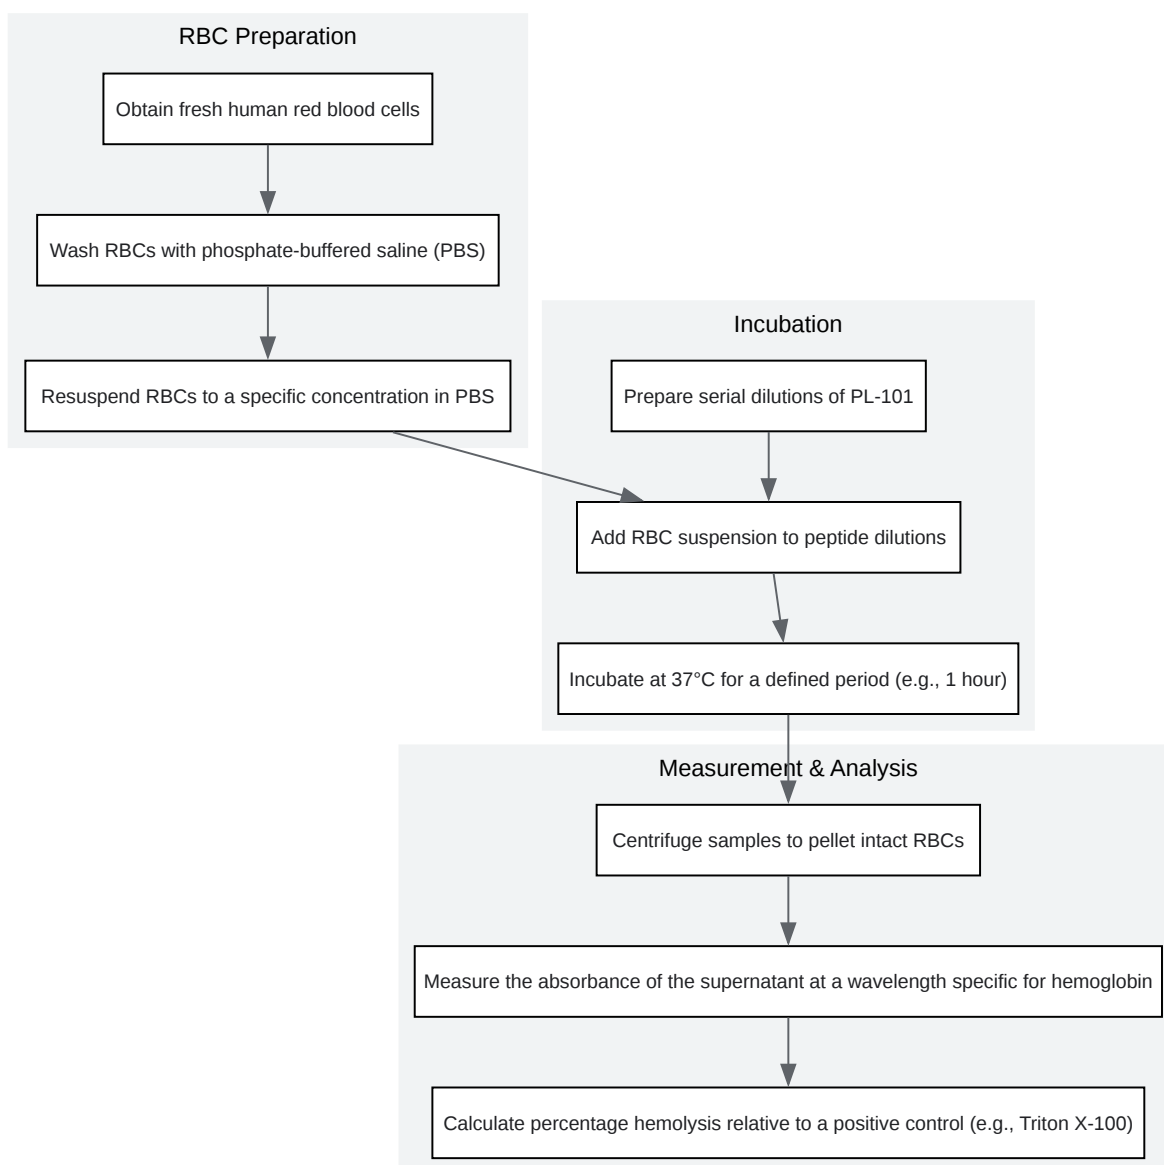 RBC Preparation
Obtain fresh human red blood cells
Wash RBCs with phosphate-buffered saline (PBS)
Resuspend RBCs to a specific concentration in PBS
Incubation
Prepare serial dilutions of PL-101
Add RBC suspension to peptide dilutions
Incubate at 37°C for a defined period (e.g., 1 hour)
Measurement & Analysis
Centrifuge samples to pellet intact RBCs
Measure the absorbance of the supernatant at a wavelength specific for hemoglobin
Calculate percentage hemolysis relative to a positive control (e.g., Triton X-100)